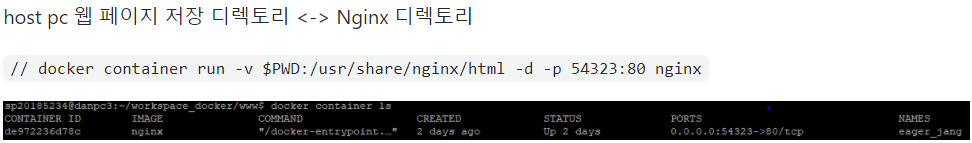 host pc 웹 페이지 저장 디렉토리 <-> Nginx 디렉토리
// docker container run -v $PWD:/usr/share/nginx/html -d -p 54323:80 nginx
sp20185234@danpc3:~/workspace_docker/www$ docker container ls
CONTAINER ID IMAGE COMMAND CREATED STATUS PORTS NAMES
de972236d78c nginx "/docker-entrypoint.…" 2 days ago Up 2 days 0.0.0.0:54323->80/tcp eager_jang